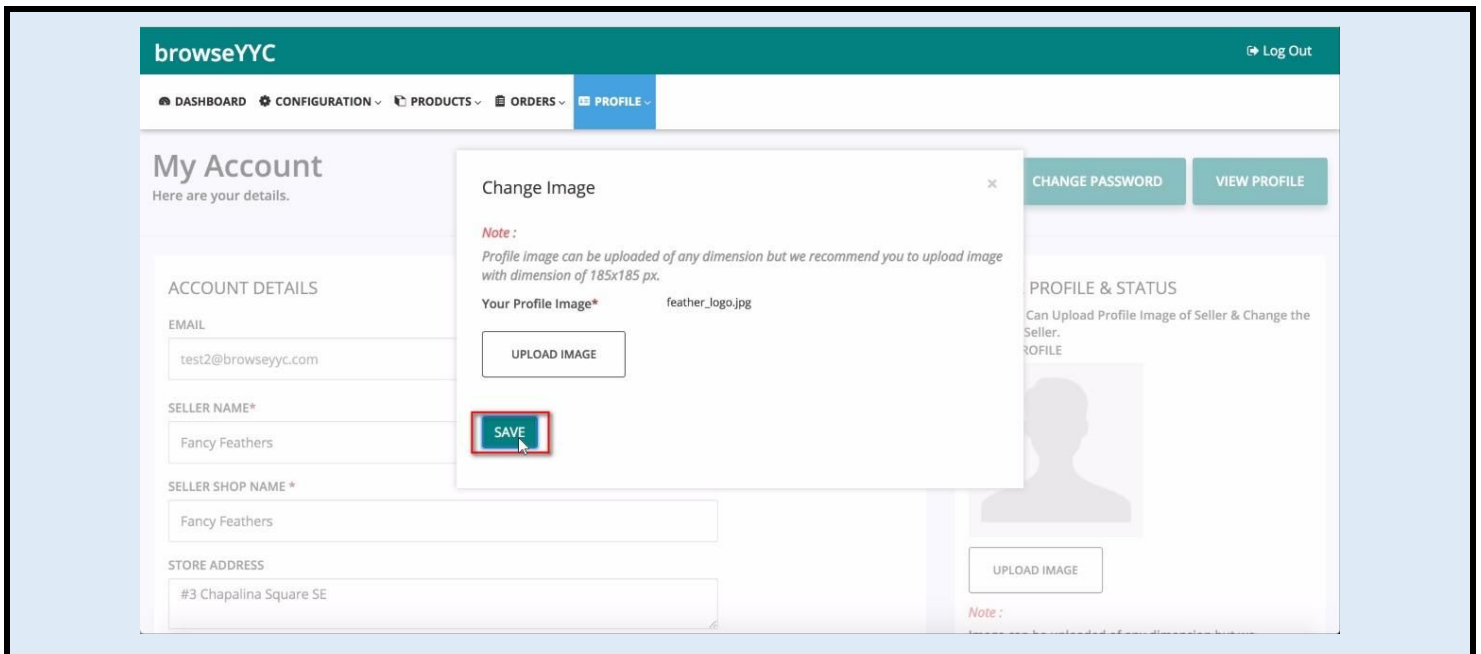 browseYYC
Log Out
DASHBOARD CONFIGURATION PRODUCTS ORDERS PROFILE
My Account
Here are your details.
CHANGE PASSWORD VIEW PROFILE
Change Image ×
Note :
Profile image can be uploaded of any dimension but we recommend you to upload image
with dimension of 185x185 px.
Your Profile Image* feather_logo.jpg
UPLOAD IMAGE
SAVE
ACCOUNT DETAILS
EMAIL
test2@browseyyc.com
SELLER NAME*
Fancy Feathers
SELLER SHOP NAME *
Fancy Feathers
STORE ADDRESS
#3 Chapalina Square SE
PROFILE & STATUS
Can Upload Profile Image of Seller & Change the
Seller.
UPLOAD IMAGE
Note :